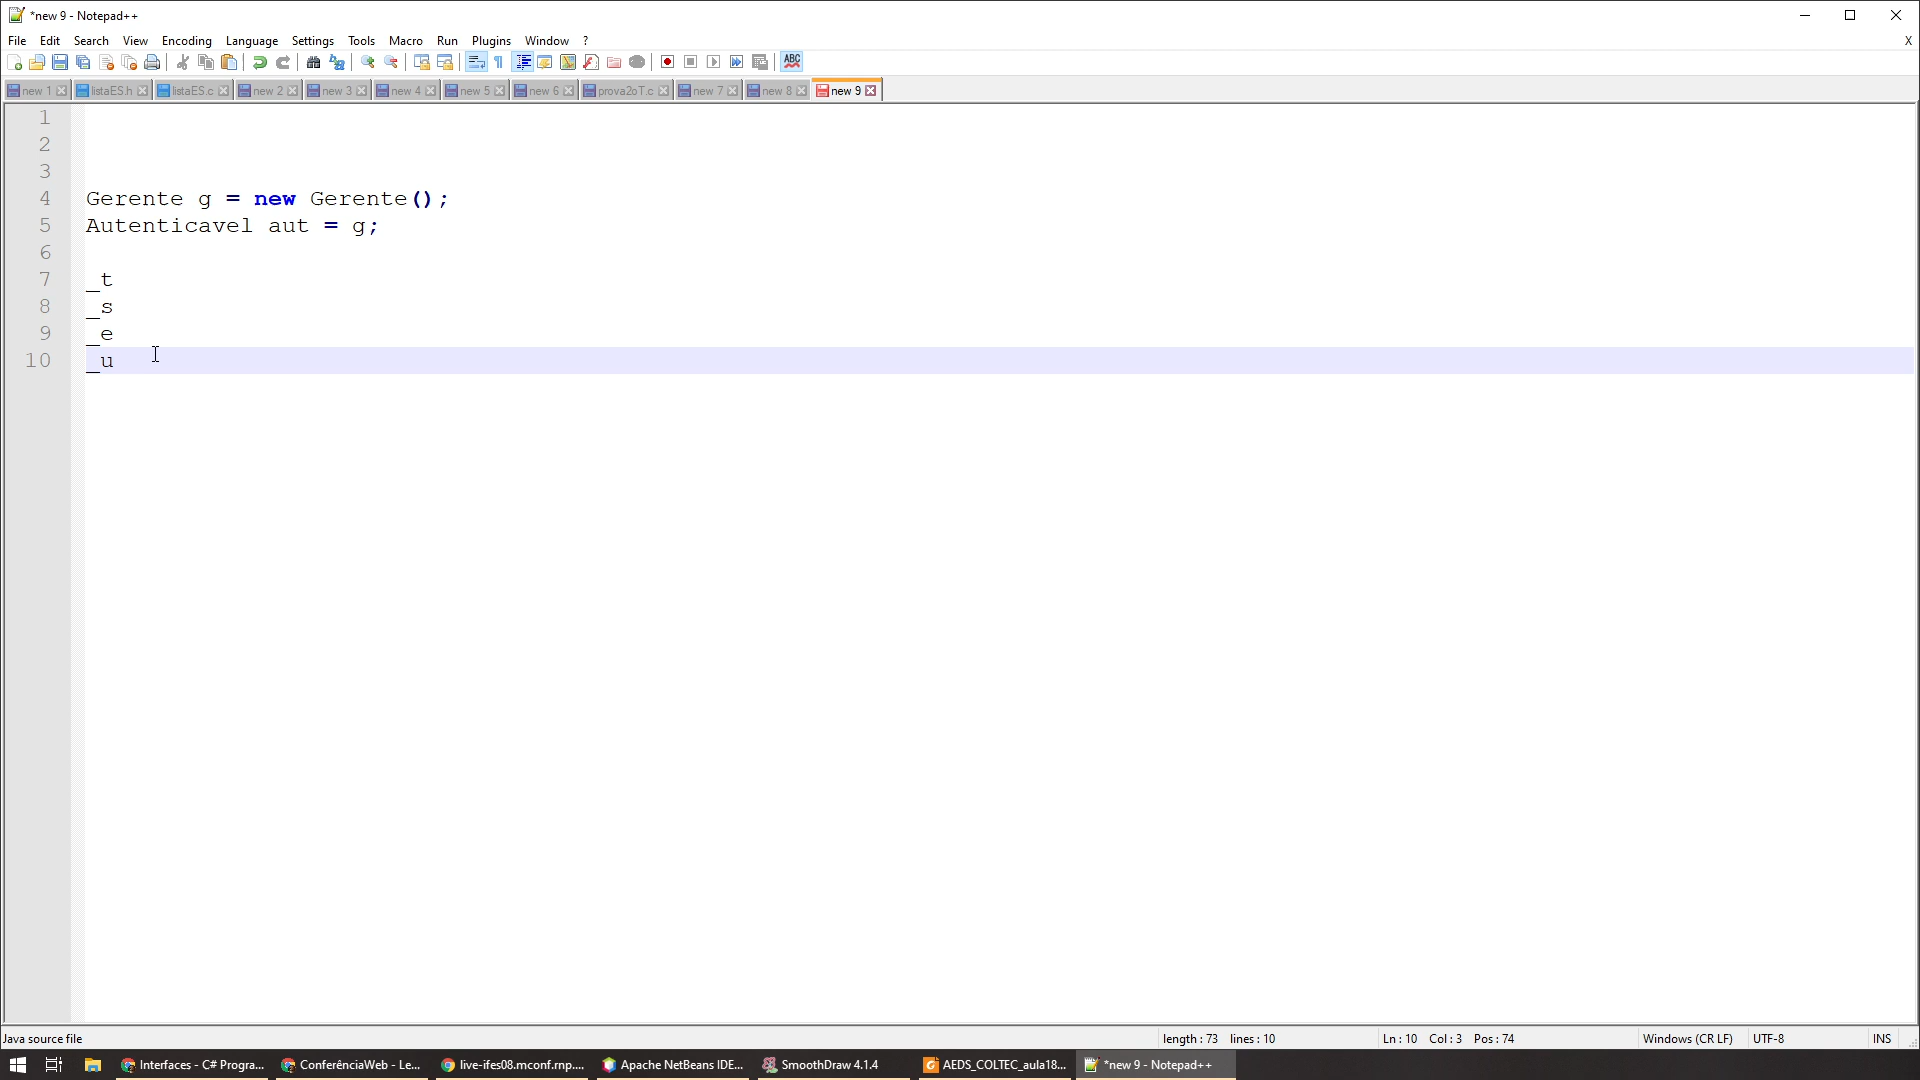 *new 9 - Notepad++
File Edit Search View Encoding Language Settings Tools Macro Run Plugins Window ? X
ABC
new 1 listaES.h listaES.c new 2 new 3 new 4 new 5 new 6 prova2oT.c new 7 new 8 new 9
1
2
3
4 Gerente g = new Gerente();
5 Autenticavel aut = g;
6
7 _t
8 _s
9 _e
10 _u
Java source file length : 73 lines : 10 Ln : 10 Col : 3 Pos : 74 Windows (CR LF) UTF-8 INS
Interfaces - C# Progra... ConferênciaWeb - Le... live-ifes08.mconf.rnp.... Apache NetBeans IDE... SmoothDraw 4.1.4 AEDS_COLTEC_aula18... *new 9 - Notepad++